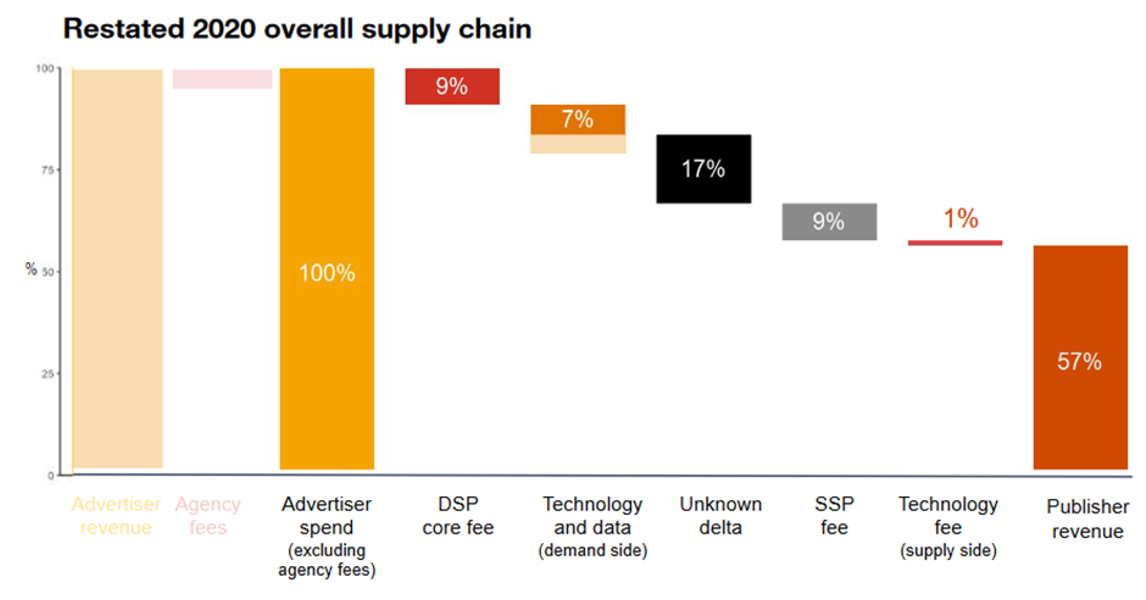 Restated 2020 overall supply chain
100
75
% 50
25
0
100%
9%
7%
17%
9%
1%
57%
Advertiser
revenue
Agency
fees
Advertiser
spend
(excluding
agency fees)
DSP
core fee
Technology
and data
(demand side)
Unknown
delta
SSP
fee
Technology
fee
(supply side)
Publisher
revenue